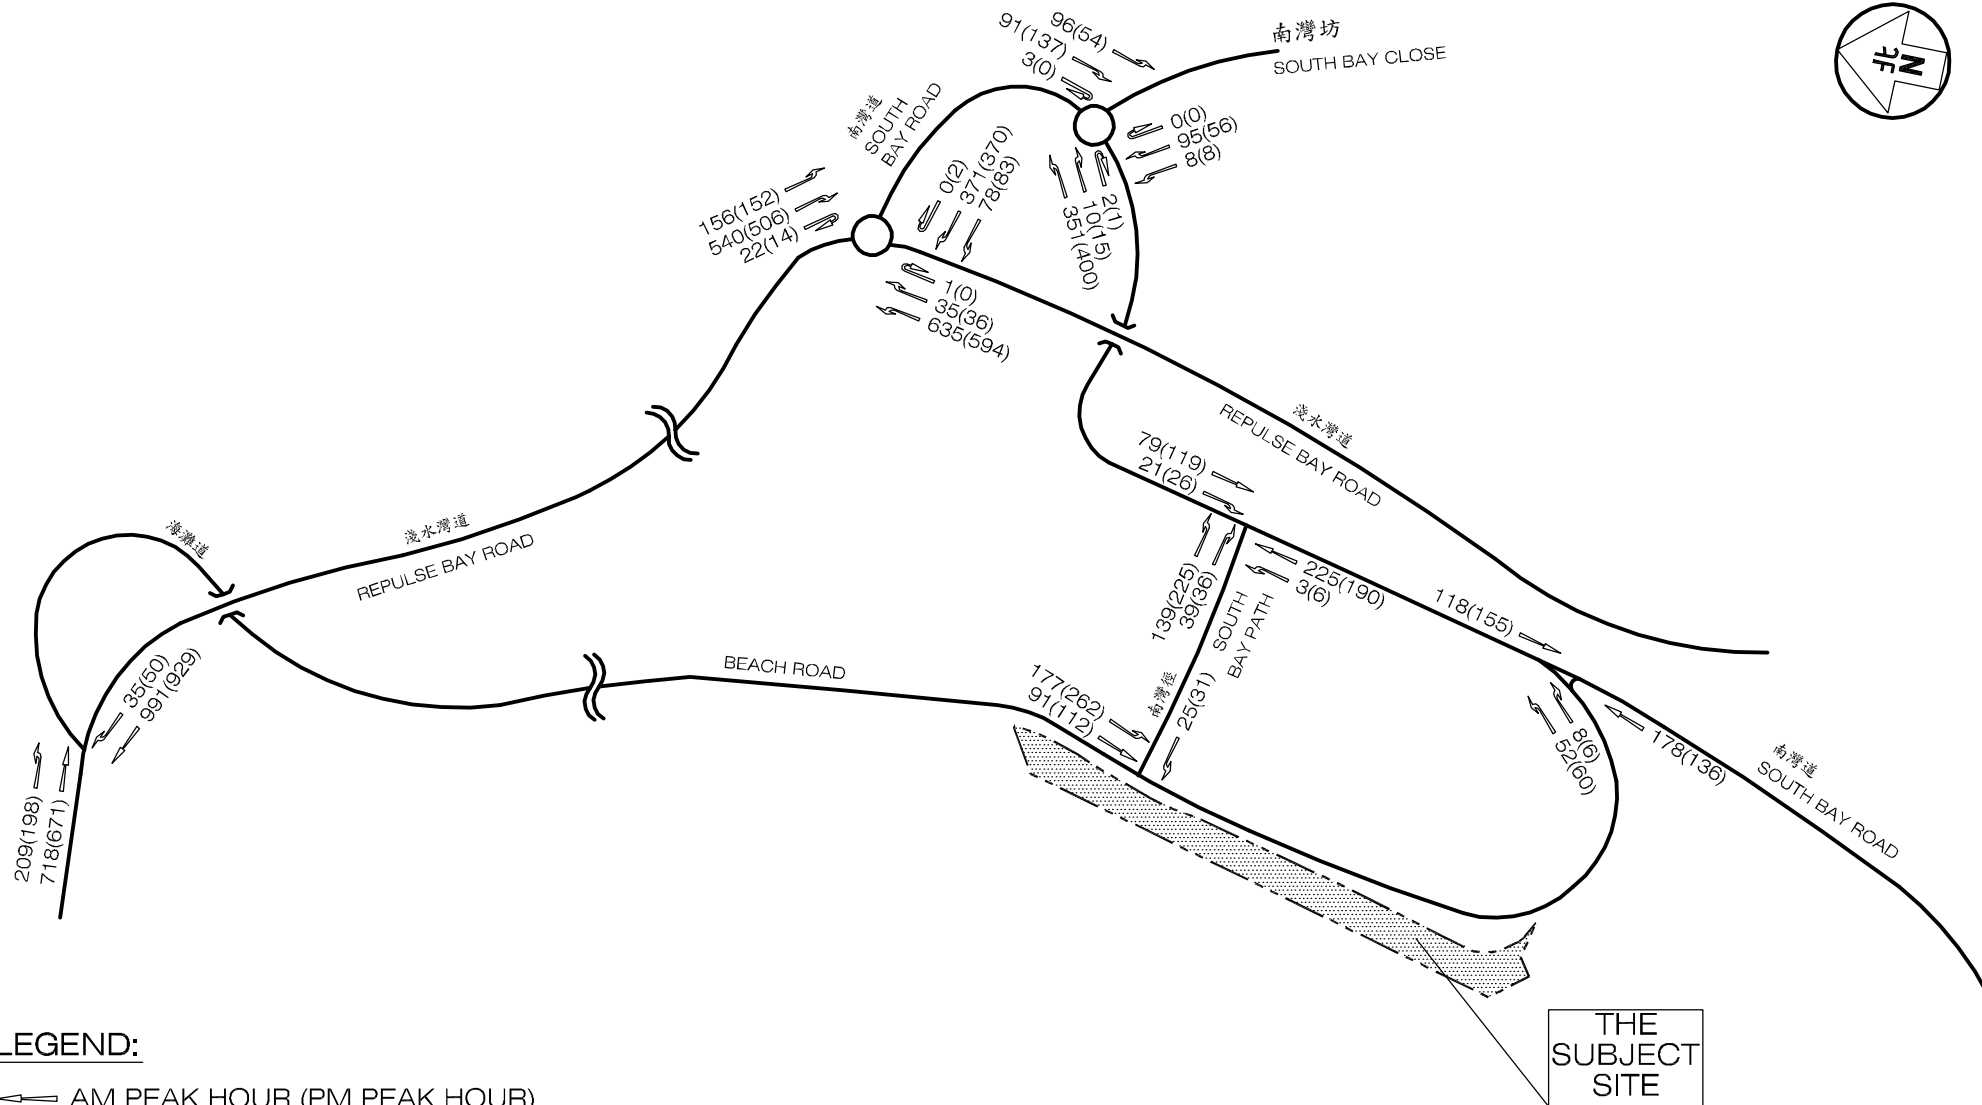 96(54)
91(137)
3(0)
南灣坊
SOUTH BAY CLOSE
北
N
南灣道
SOUTH
BAY ROAD
0(0)
95(56)
8(8)
0(2)
371(370)
78(83)
2(1)
10(15)
351(400)
156(152)
540(506)
22(14)
1(0)
35(36)
635(594)
淺水灣道
REPULSE BAY ROAD
79(119)
21(26)
海灘道
淺水灣道
REPULSE BAY ROAD
139(225)
39(36)
225(190)
3(6)
118(155)
SOUTH
BAY PATH
南灣徑
25(31)
BEACH ROAD
177(262)
91(112)
35(50)
991(929)
209(198)
718(671)
8(6)
52(60)
178(136)
南灣道
SOUTH BAY ROAD
LEGEND:
AM PEAK HOUR (PM PEAK HOUR)
THE
SUBJECT
SITE